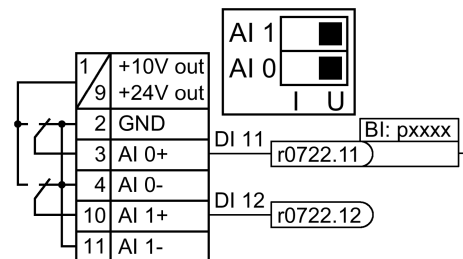 AI 1
AI 0
I U
1 +10V out
9 +24V out
2 GND
3 AI 0+
4 AI 0-
10 AI 1+
11 AI 1-
DI 11
r0722.11
BI: pxxxx
DI 12
r0722.12